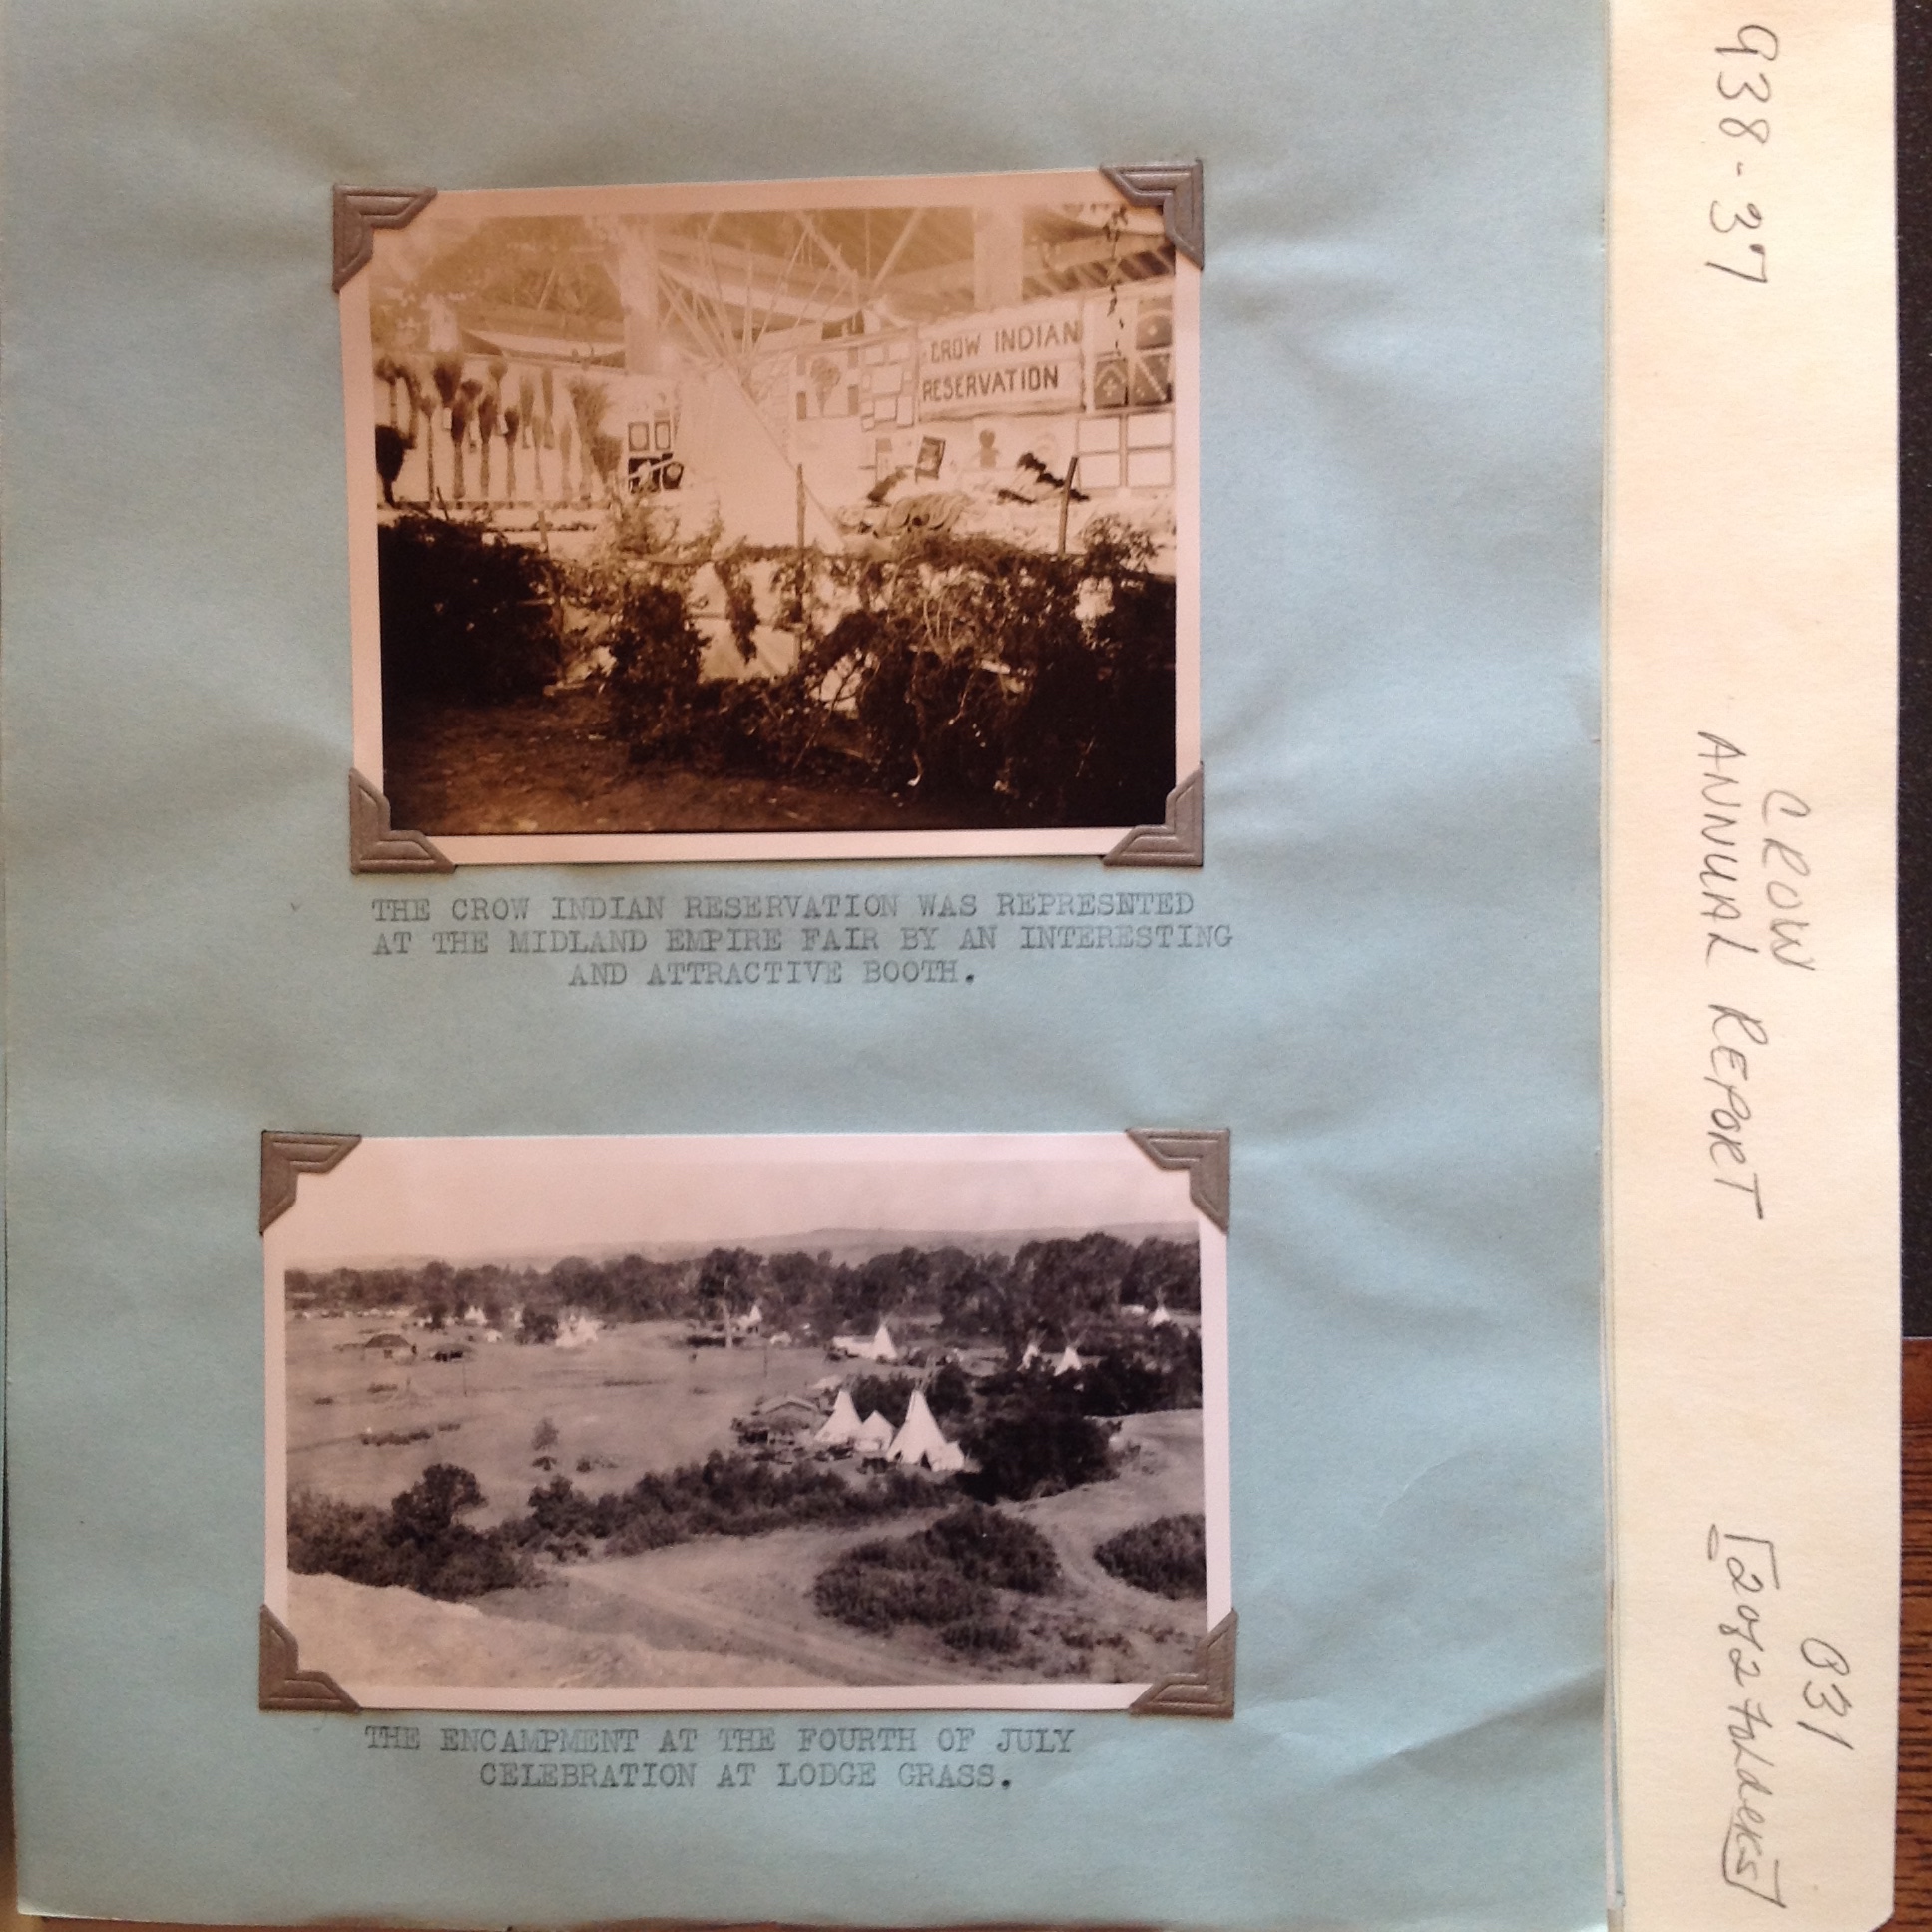 CROW INDIAN
RESERVATION
THE CROW INDIAN RESERVATION WAS REPRESNTED
AT THE MIDLAND EMPIRE FAIR BY AN INTERESTING
AND ATTRACTIVE BOOTH.
THE ENCAMPMENT AT THE FOURTH OF JULY
CELEBRATION AT LODGE GRASS.
938-37
CROW
ANNUAL REPORT
031
[2 of 2 Folders]